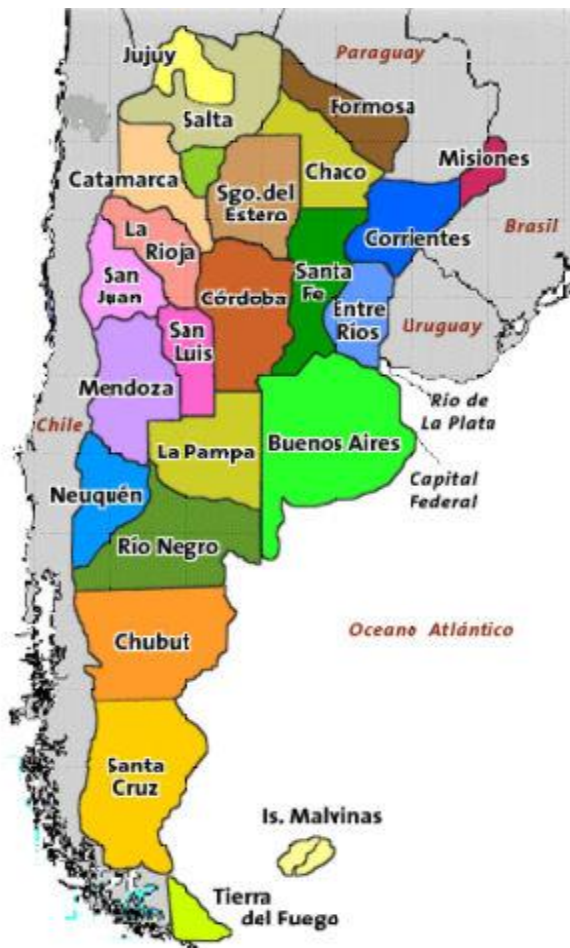 Jujuy
Paraguay
Formosa
Salta
Misiones
Chaco
Catamarca
Sgo. del
Estero
La
Rioja
Corrientes
Brasil
San
Juan
Santa
Fe
Córdoba
Entre
Ríos
San
Luis
Uruguay
Mendoza
Río de
La Plata
Chile
La Pampa
Buenos Aires
Capital
Federal
Neuquén
Río Negro
Chubut
Oceano Atlántico
Santa
Cruz
Is. Malvinas
Tierra
del Fuego